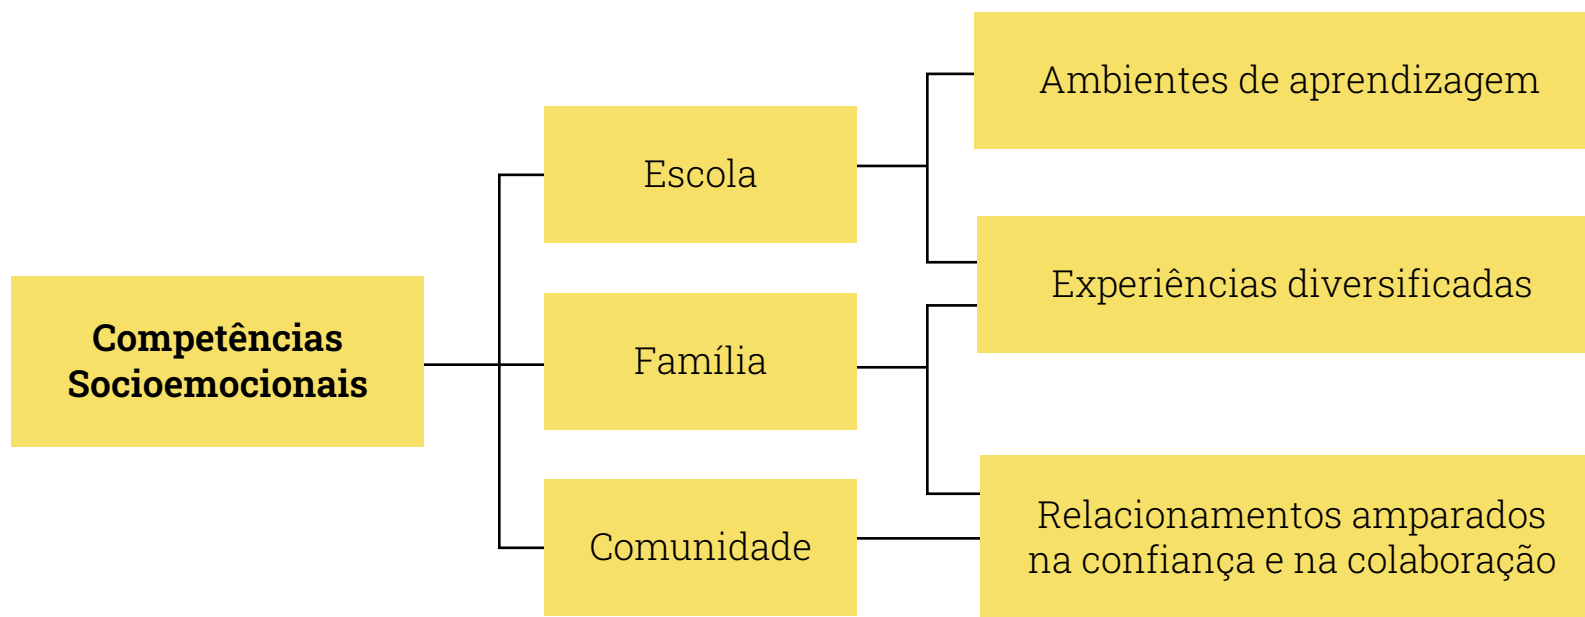 Competências
Socioemocionais
Escola
Família
Comunidade
Ambientes de aprendizagem
Experiências diversificadas
Relacionamentos amparados
na confiança e na colaboração